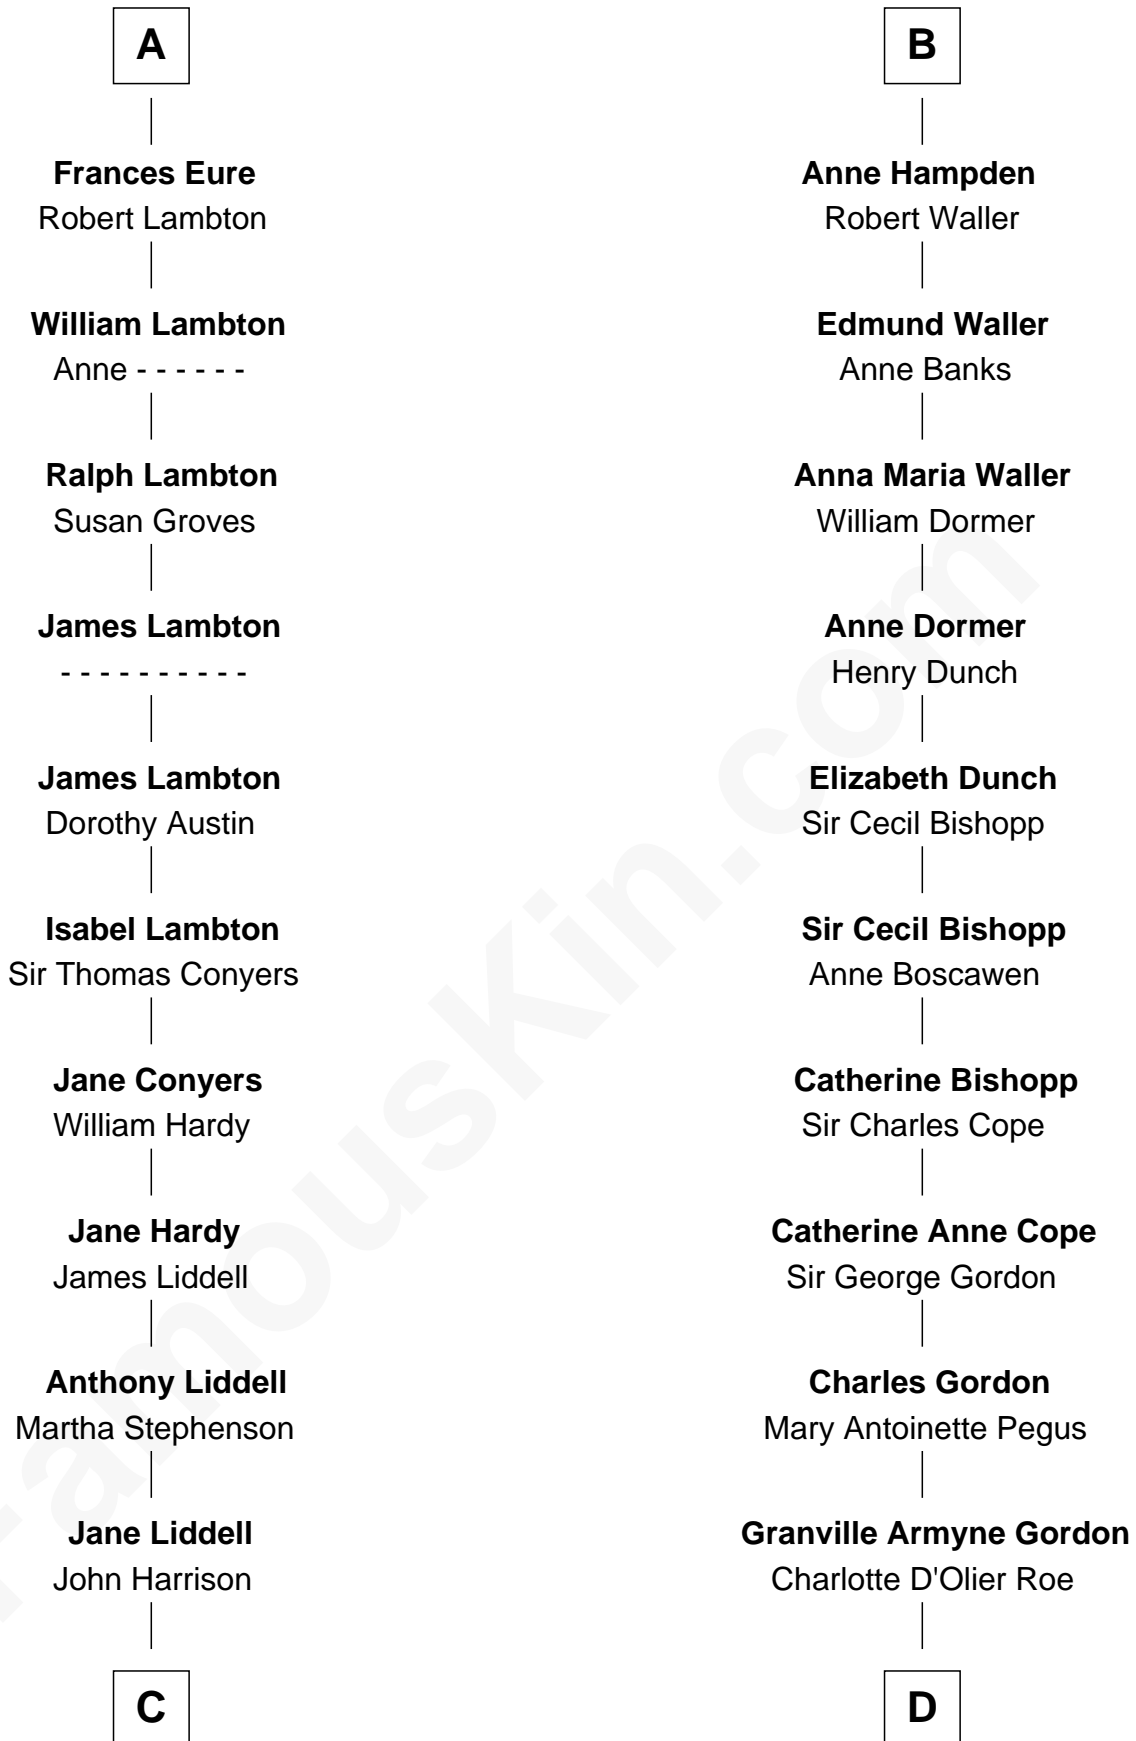 A
Frances Eure
Robert Lambton
William Lambton
Anne - - - - - -
Ralph Lambton
Susan Groves
James Lambton
- - - - - - - - - -
James Lambton
Dorothy Austin
Isabel Lambton
Sir Thomas Conyers
Jane Conyers
William Hardy
Jane Hardy
James Liddell
Anthony Liddell
Martha Stephenson
Jane Liddell
John Harrison
C
B
Anne Hampden
Robert Waller
Edmund Waller
Anne Banks
Anna Maria Waller
William Dormer
Anne Dormer
Henry Dunch
Elizabeth Dunch
Sir Cecil Bishopp
Sir Cecil Bishopp
Anne Boscawen
Catherine Bishopp
Sir Charles Cope
Catherine Anne Cope
Sir George Gordon
Charles Gordon
Mary Antoinette Pegus
Granville Armyne Gordon
Charlotte D'Olier Roe
D
FamousKin.com